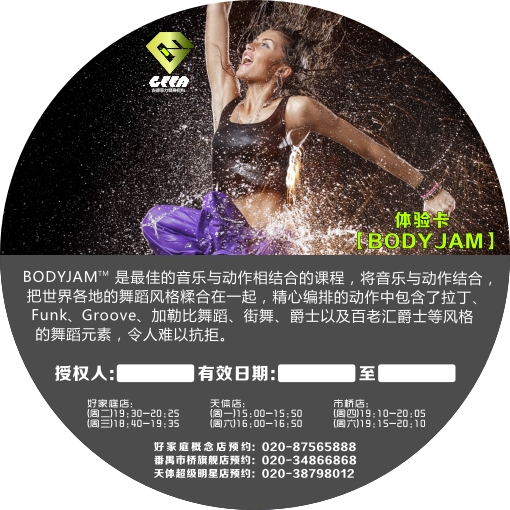 GEEA
体验卡
【BODYJAM】
BODYJAM™ 是最佳的音乐与动作相结合的课程，将音乐与动作结合，
把世界各地的舞蹈风格糅合在一起，精心编排的动作中包含了拉丁、
Funk、Groove、加勒比舞蹈、街舞、爵士以及百老汇爵士等风格
的舞蹈元素，令人难以抗拒。
授权人： 有效日期： 至
好家庭店： 天体店： 市桥店：
(周二)19:30-20:25 (周一)15:00-15:50 (周四)19:10-20:05
(周三)18:40-19:35 (周六)16:00-16:50 (周六)19:15-20:10
好家庭概念店预约: 020-87565888
番禺市桥旗舰店预约: 020-34866868
天体超级明星店预约: 020-38798012